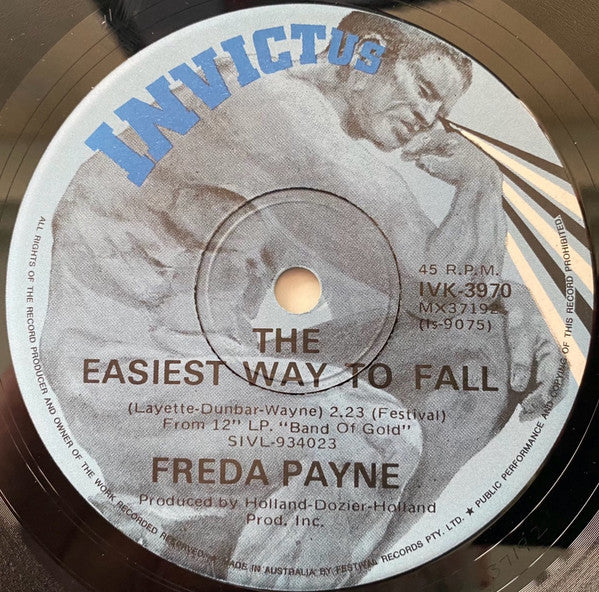 INVICTUS
45 R.P.M.
IVK-3970
MX37192
(Is-9075)
THE
EASIEST WAY TO FALL
(Layette-Dunbar-Wayne) 2.23 (Festival)
From 12" LP. "Band Of Gold"
SIVL-934023
FREDA PAYNE
Produced by Holland-Dozier-Holland
Prod. Inc.
ALL RIGHTS OF THE RECORD PRODUCER AND OWNER OF THE WORK RECORDED RESERVED. ★ MADE IN AUSTRALIA BY FESTIVAL RECORDS PTY. LTD. ★ PUBLIC PERFORMANCE AND COPYING OF THIS RECORD PROHIBITED
37192